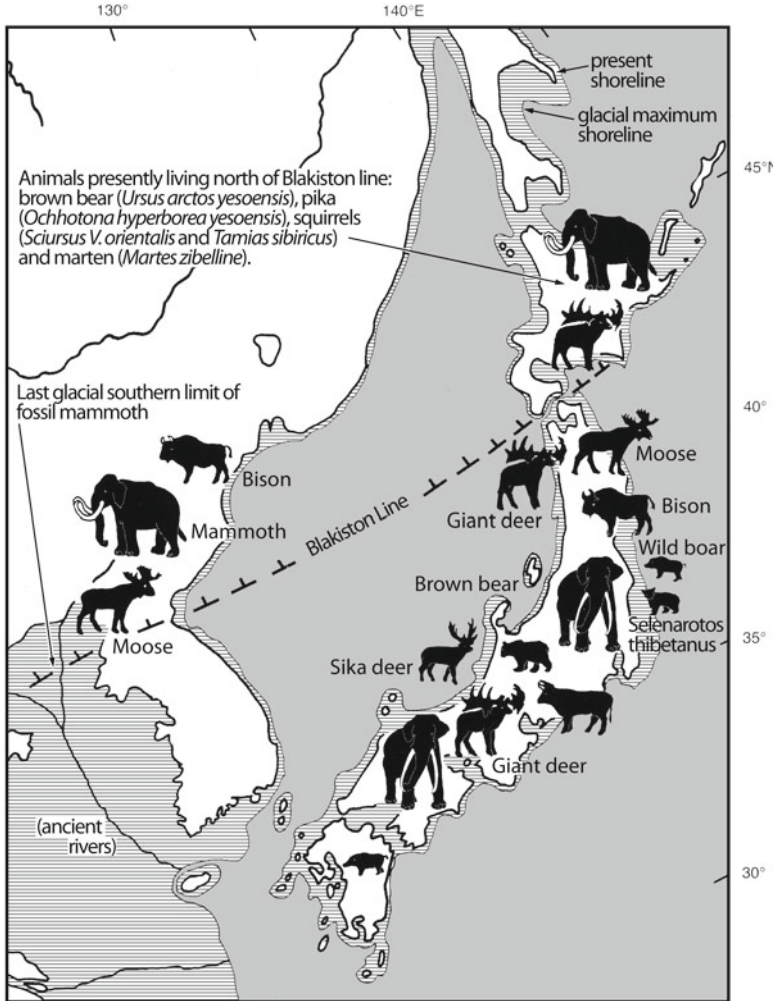 130°
140°E
present
shoreline
glacial maximum
shoreline
45°N
Animals presently living north of Blakiston line:
brown bear (Ursus arctos yesoensis), pika
(Ochhotona hyperborea yesoensis), squirrels
(Sciursus V. orientalis and Tamias sibiricus)
and marten (Martes zibelline).
Last glacial southern limit of
fossil mammoth
40°
Bison
Moose
Mammoth
Giant deer
Bison
Blakiston Line
Wild boar
Brown bear
Moose
Selenarotos
thibetanus
35°
Sika deer
Giant deer
(ancient
rivers)
30°